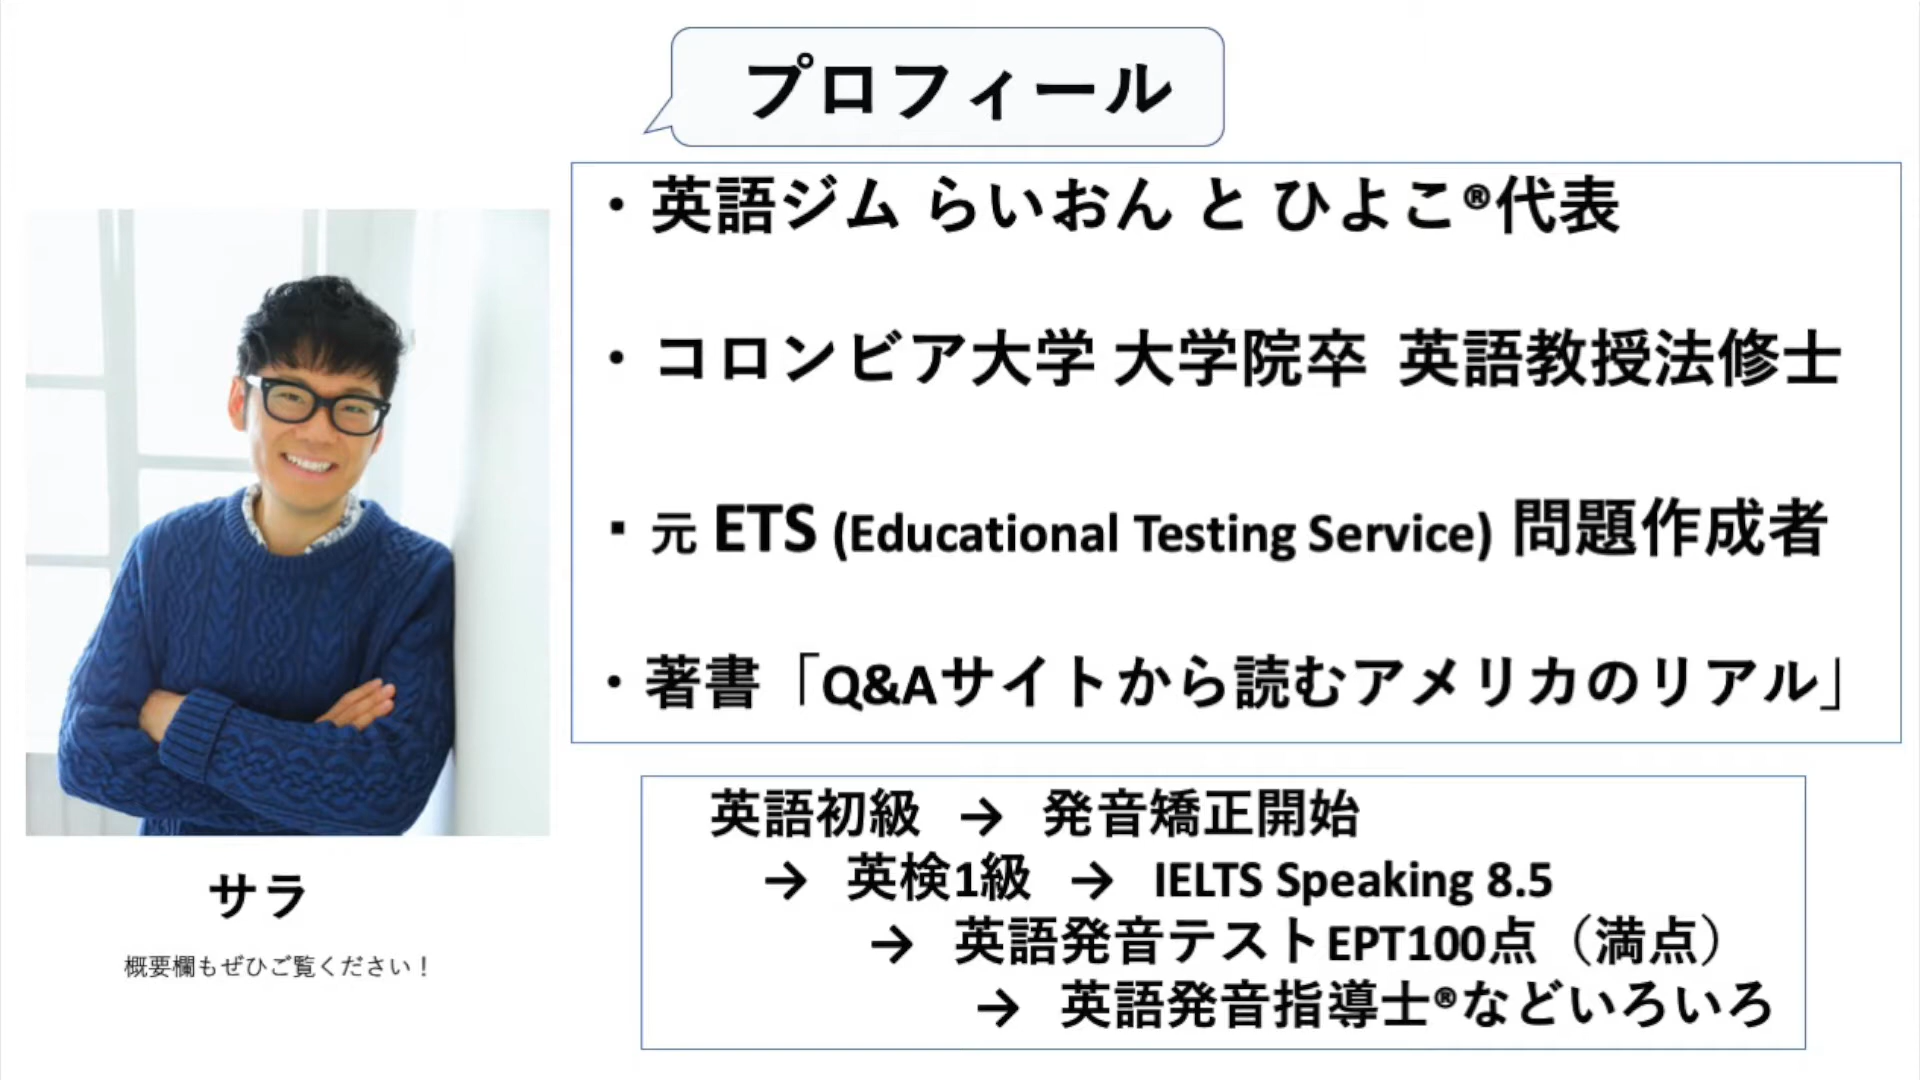 プロフィール
・英語ジム らいおん と ひよこ®代表
・コロンビア大学 大学院卒 英語教授法修士
・元 ETS (Educational Testing Service) 問題作成者
・著書「Q&Aサイトから読むアメリカのリアル」
サラ
概要欄もぜひご覧ください！
英語初級 → 発音矯正開始
→ 英検1級 → IELTS Speaking 8.5
→ 英語発音テストEPT100点（満点）
→ 英語発音指導士®などいろいろ